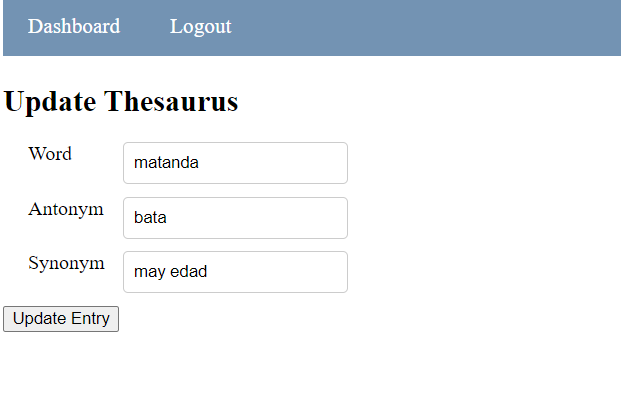 Dashboard Logout
Update Thesaurus
Word matanda
Antonym bata
Synonym may edad
Update Entry